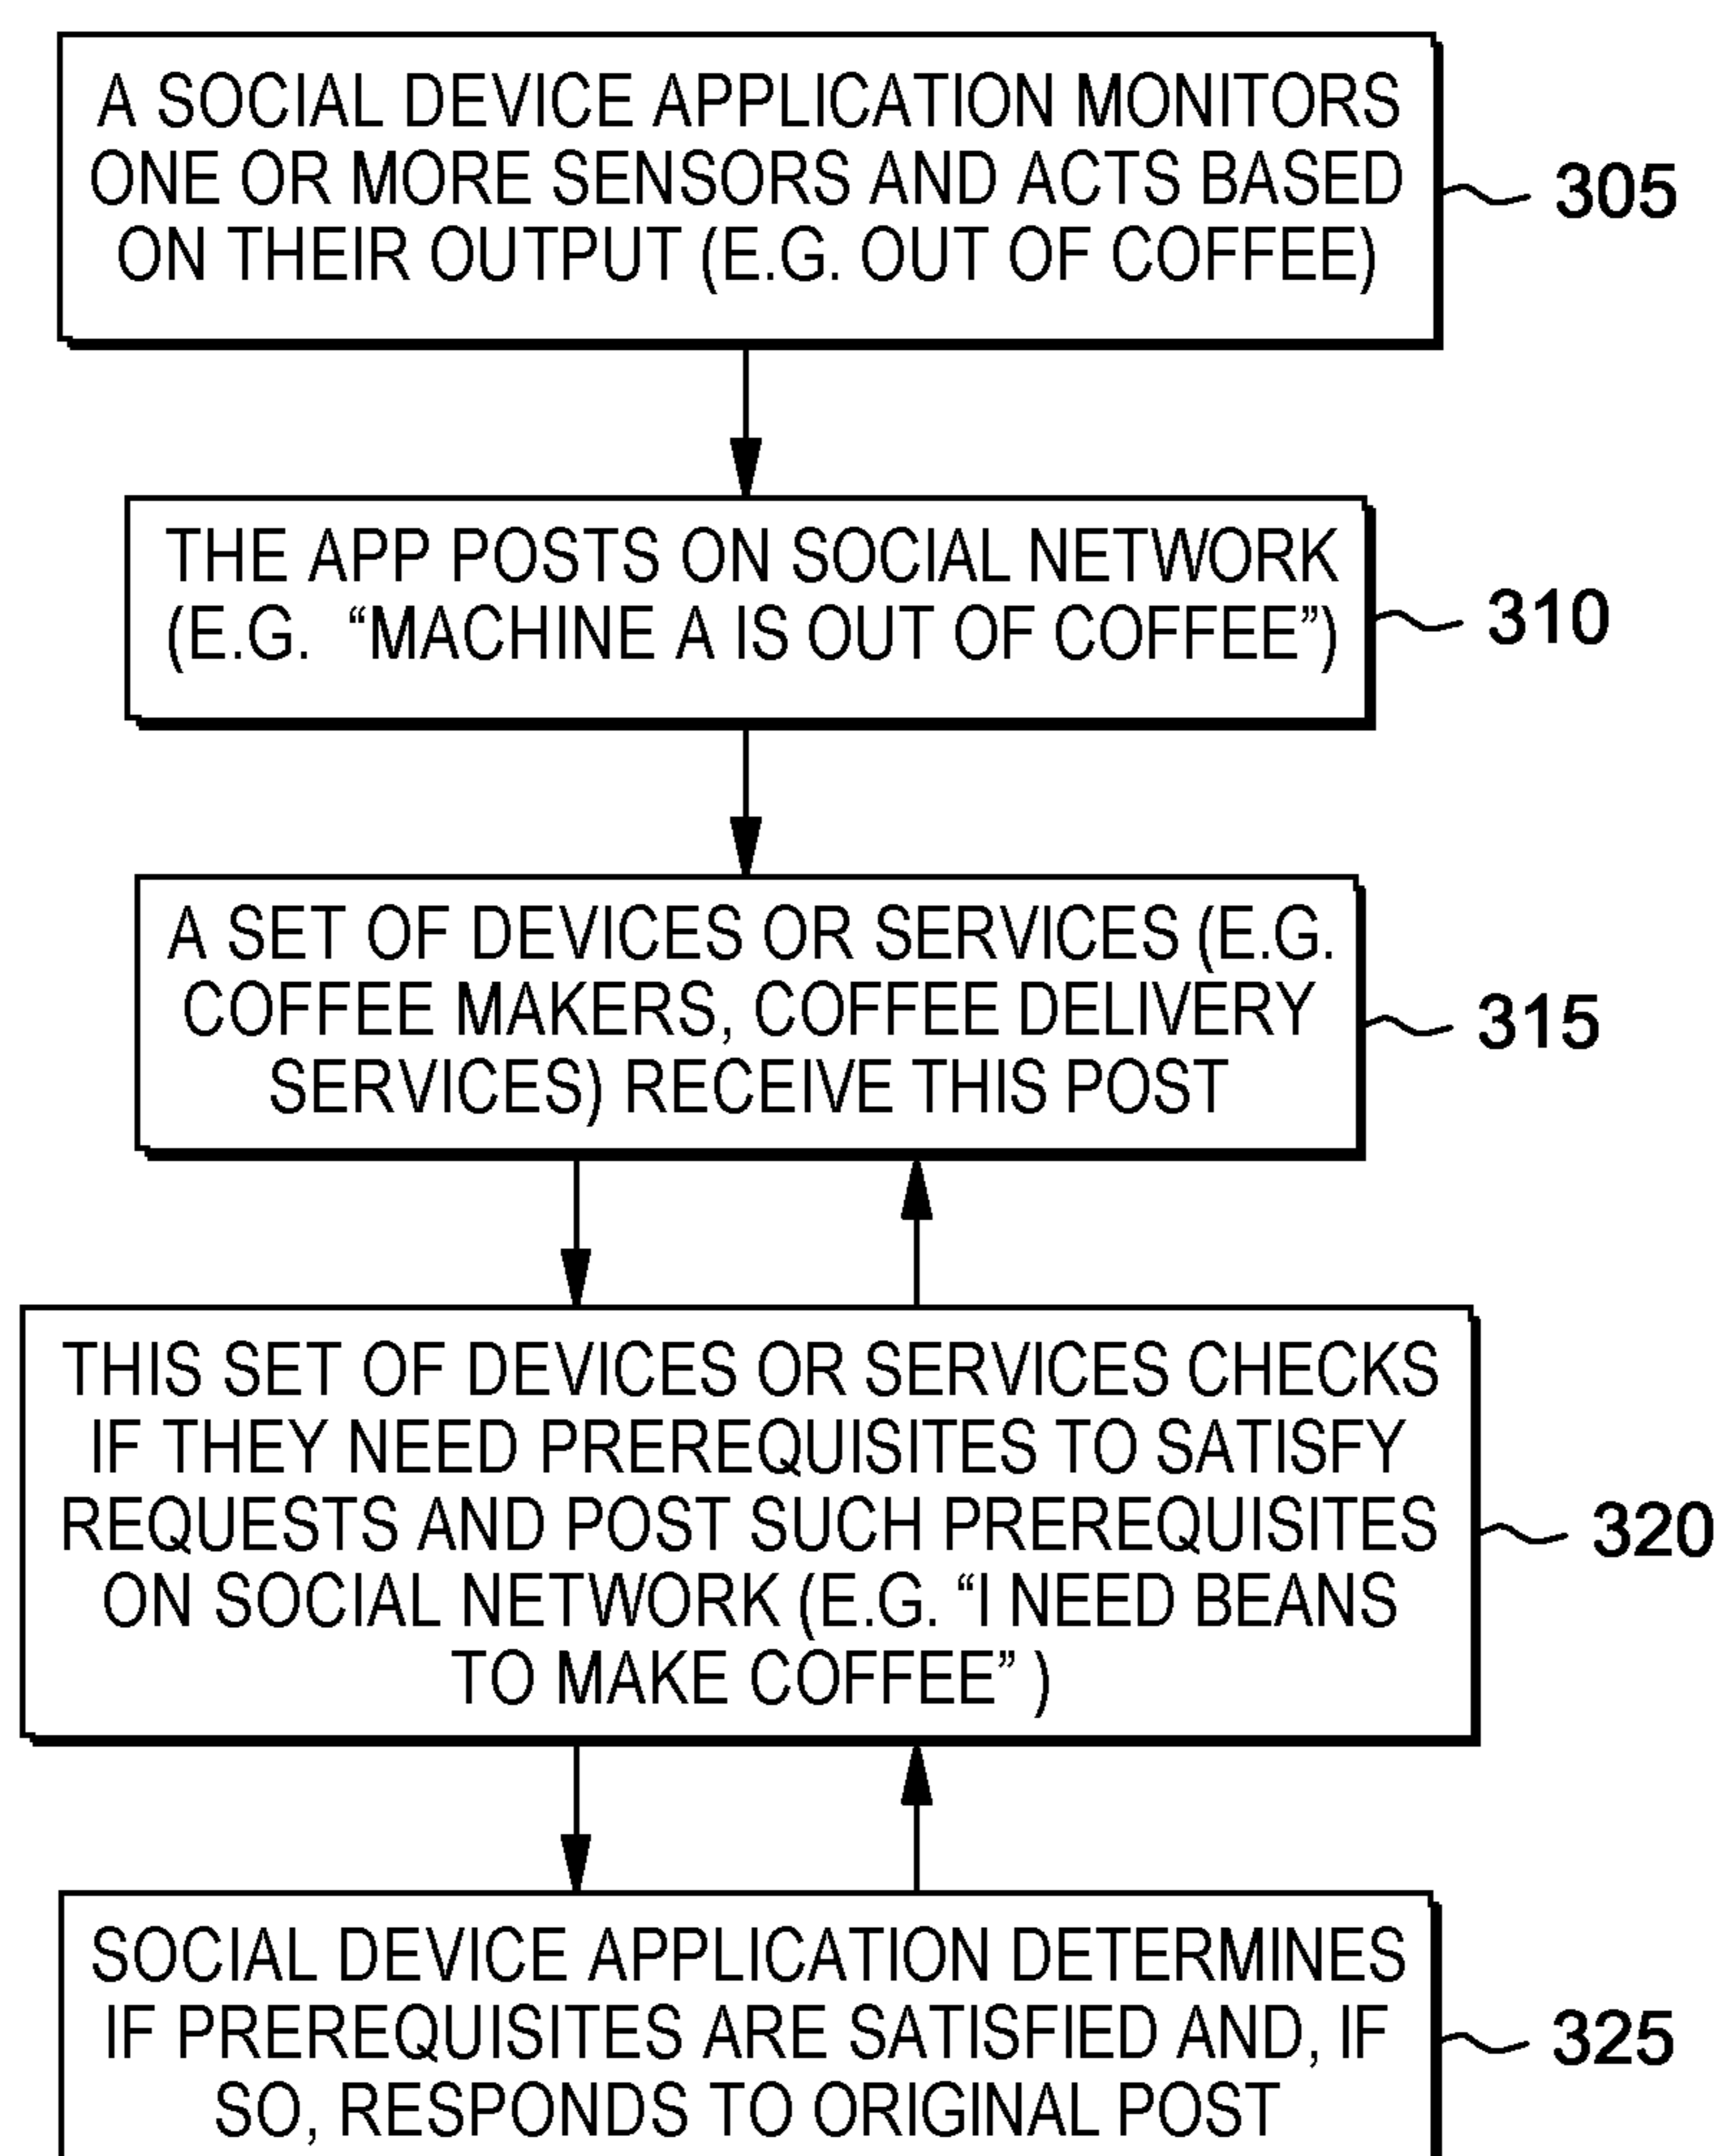 A SOCIAL DEVICE APPLICATION MONITORS
ONE OR MORE SENSORS AND ACTS BASED
ON THEIR OUTPUT (E.G. OUT OF COFFEE)
305
THE APP POSTS ON SOCIAL NETWORK
(E.G. “MACHINE A IS OUT OF COFFEE”)
310
A SET OF DEVICES OR SERVICES (E.G.
COFFEE MAKERS, COFFEE DELIVERY
SERVICES) RECEIVE THIS POST
315
THIS SET OF DEVICES OR SERVICES CHECKS
IF THEY NEED PREREQUISITES TO SATISFY
REQUESTS AND POST SUCH PREREQUISITES
ON SOCIAL NETWORK (E.G. “I NEED BEANS
TO MAKE COFFEE” )
320
SOCIAL DEVICE APPLICATION DETERMINES
IF PREREQUISITES ARE SATISFIED AND, IF
SO, RESPONDS TO ORIGINAL POST
325